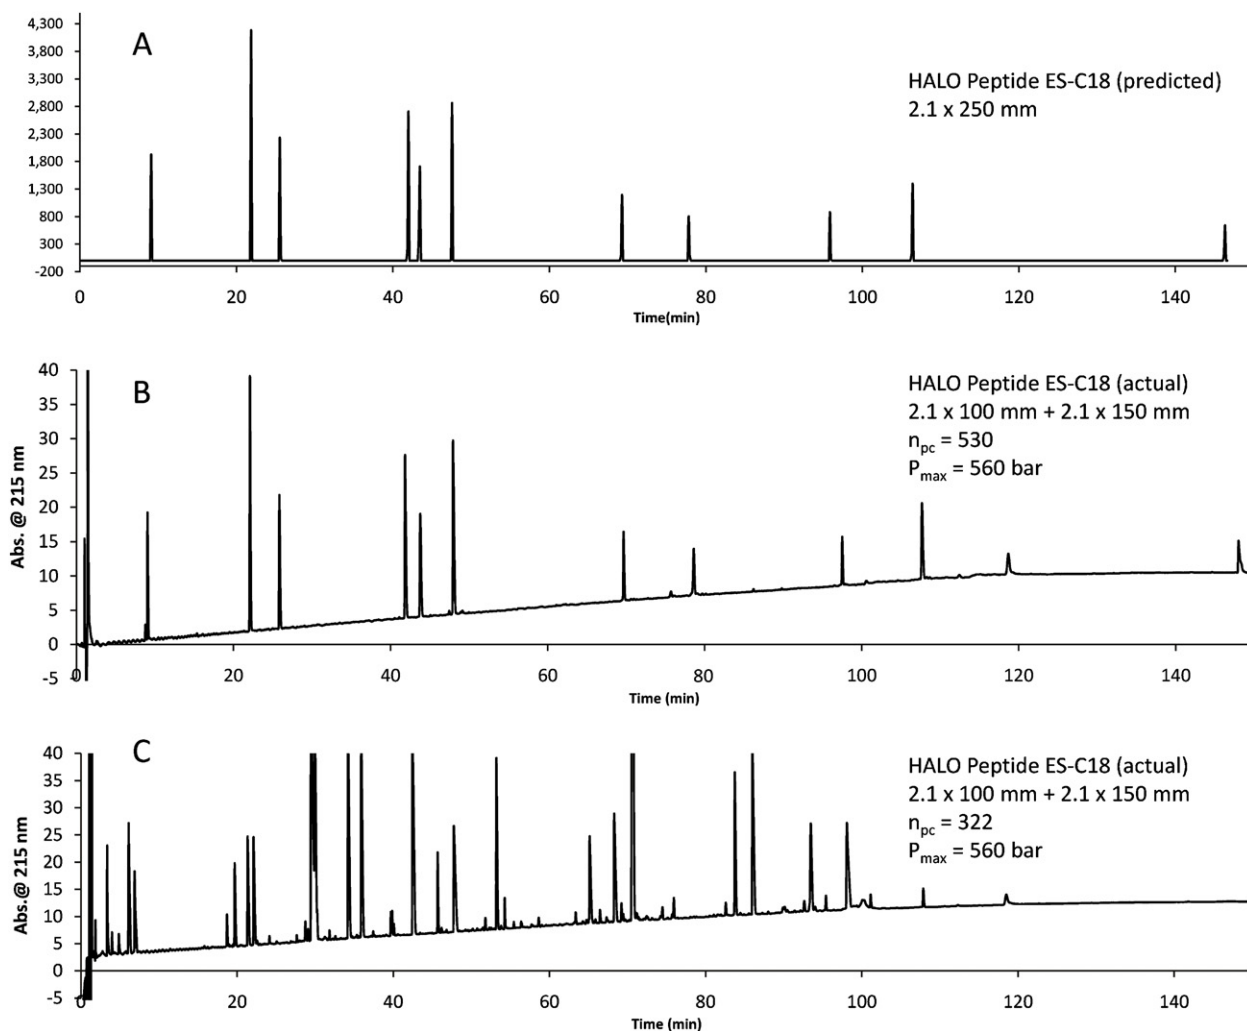 A
HALO Peptide ES-C18 (predicted)
2.1 x 250 mm
4,300
3,800
3,300
2,800
2,300
1,800
1,300
800
300
-200
0 20 40 60 80 100 120 140
Time(min)
B
HALO Peptide ES-C18 (actual)
2.1 x 100 mm + 2.1 x 150 mm
npc = 530
Pmax = 560 bar
Abs. @ 215 nm
40
35
30
25
20
15
10
5
0
-5
0 20 40 60 80 100 120 140
Time (min)
C
HALO Peptide ES-C18 (actual)
2.1 x 100 mm + 2.1 x 150 mm
npc = 322
Pmax = 560 bar
Abs.@ 215 nm
40
35
30
25
20
15
10
5
0
-5
0 20 40 60 80 100 120 140
Time (min)